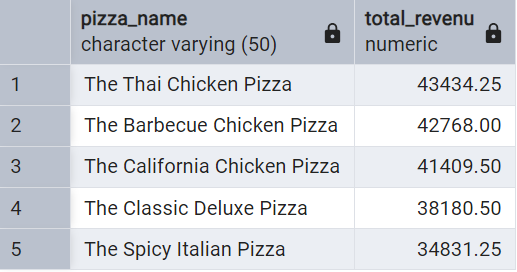 pizza_name total_revenu
character varying (50) numeric
1 The Thai Chicken Pizza 43434.25
2 The Barbecue Chicken Pizza 42768.00
3 The California Chicken Pizza 41409.50
4 The Classic Deluxe Pizza 38180.50
5 The Spicy Italian Pizza 34831.25